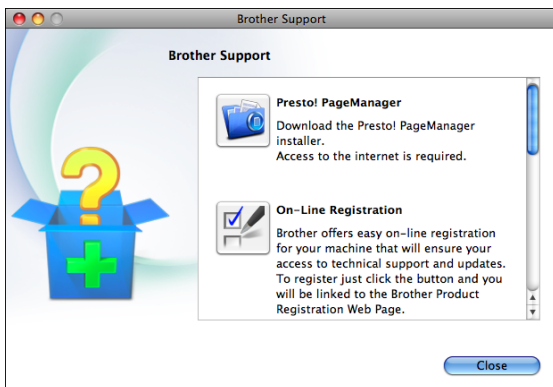 Brother Support
Brother Support
Presto! PageManager
Download the Presto! PageManager
installer.
Access to the internet is required.
On-Line Registration
Brother offers easy on-line registration
for your machine that will ensure your
access to technical support and updates.
To register just click the button and you
will be linked to the Brother Product
Registration Web Page.
Close